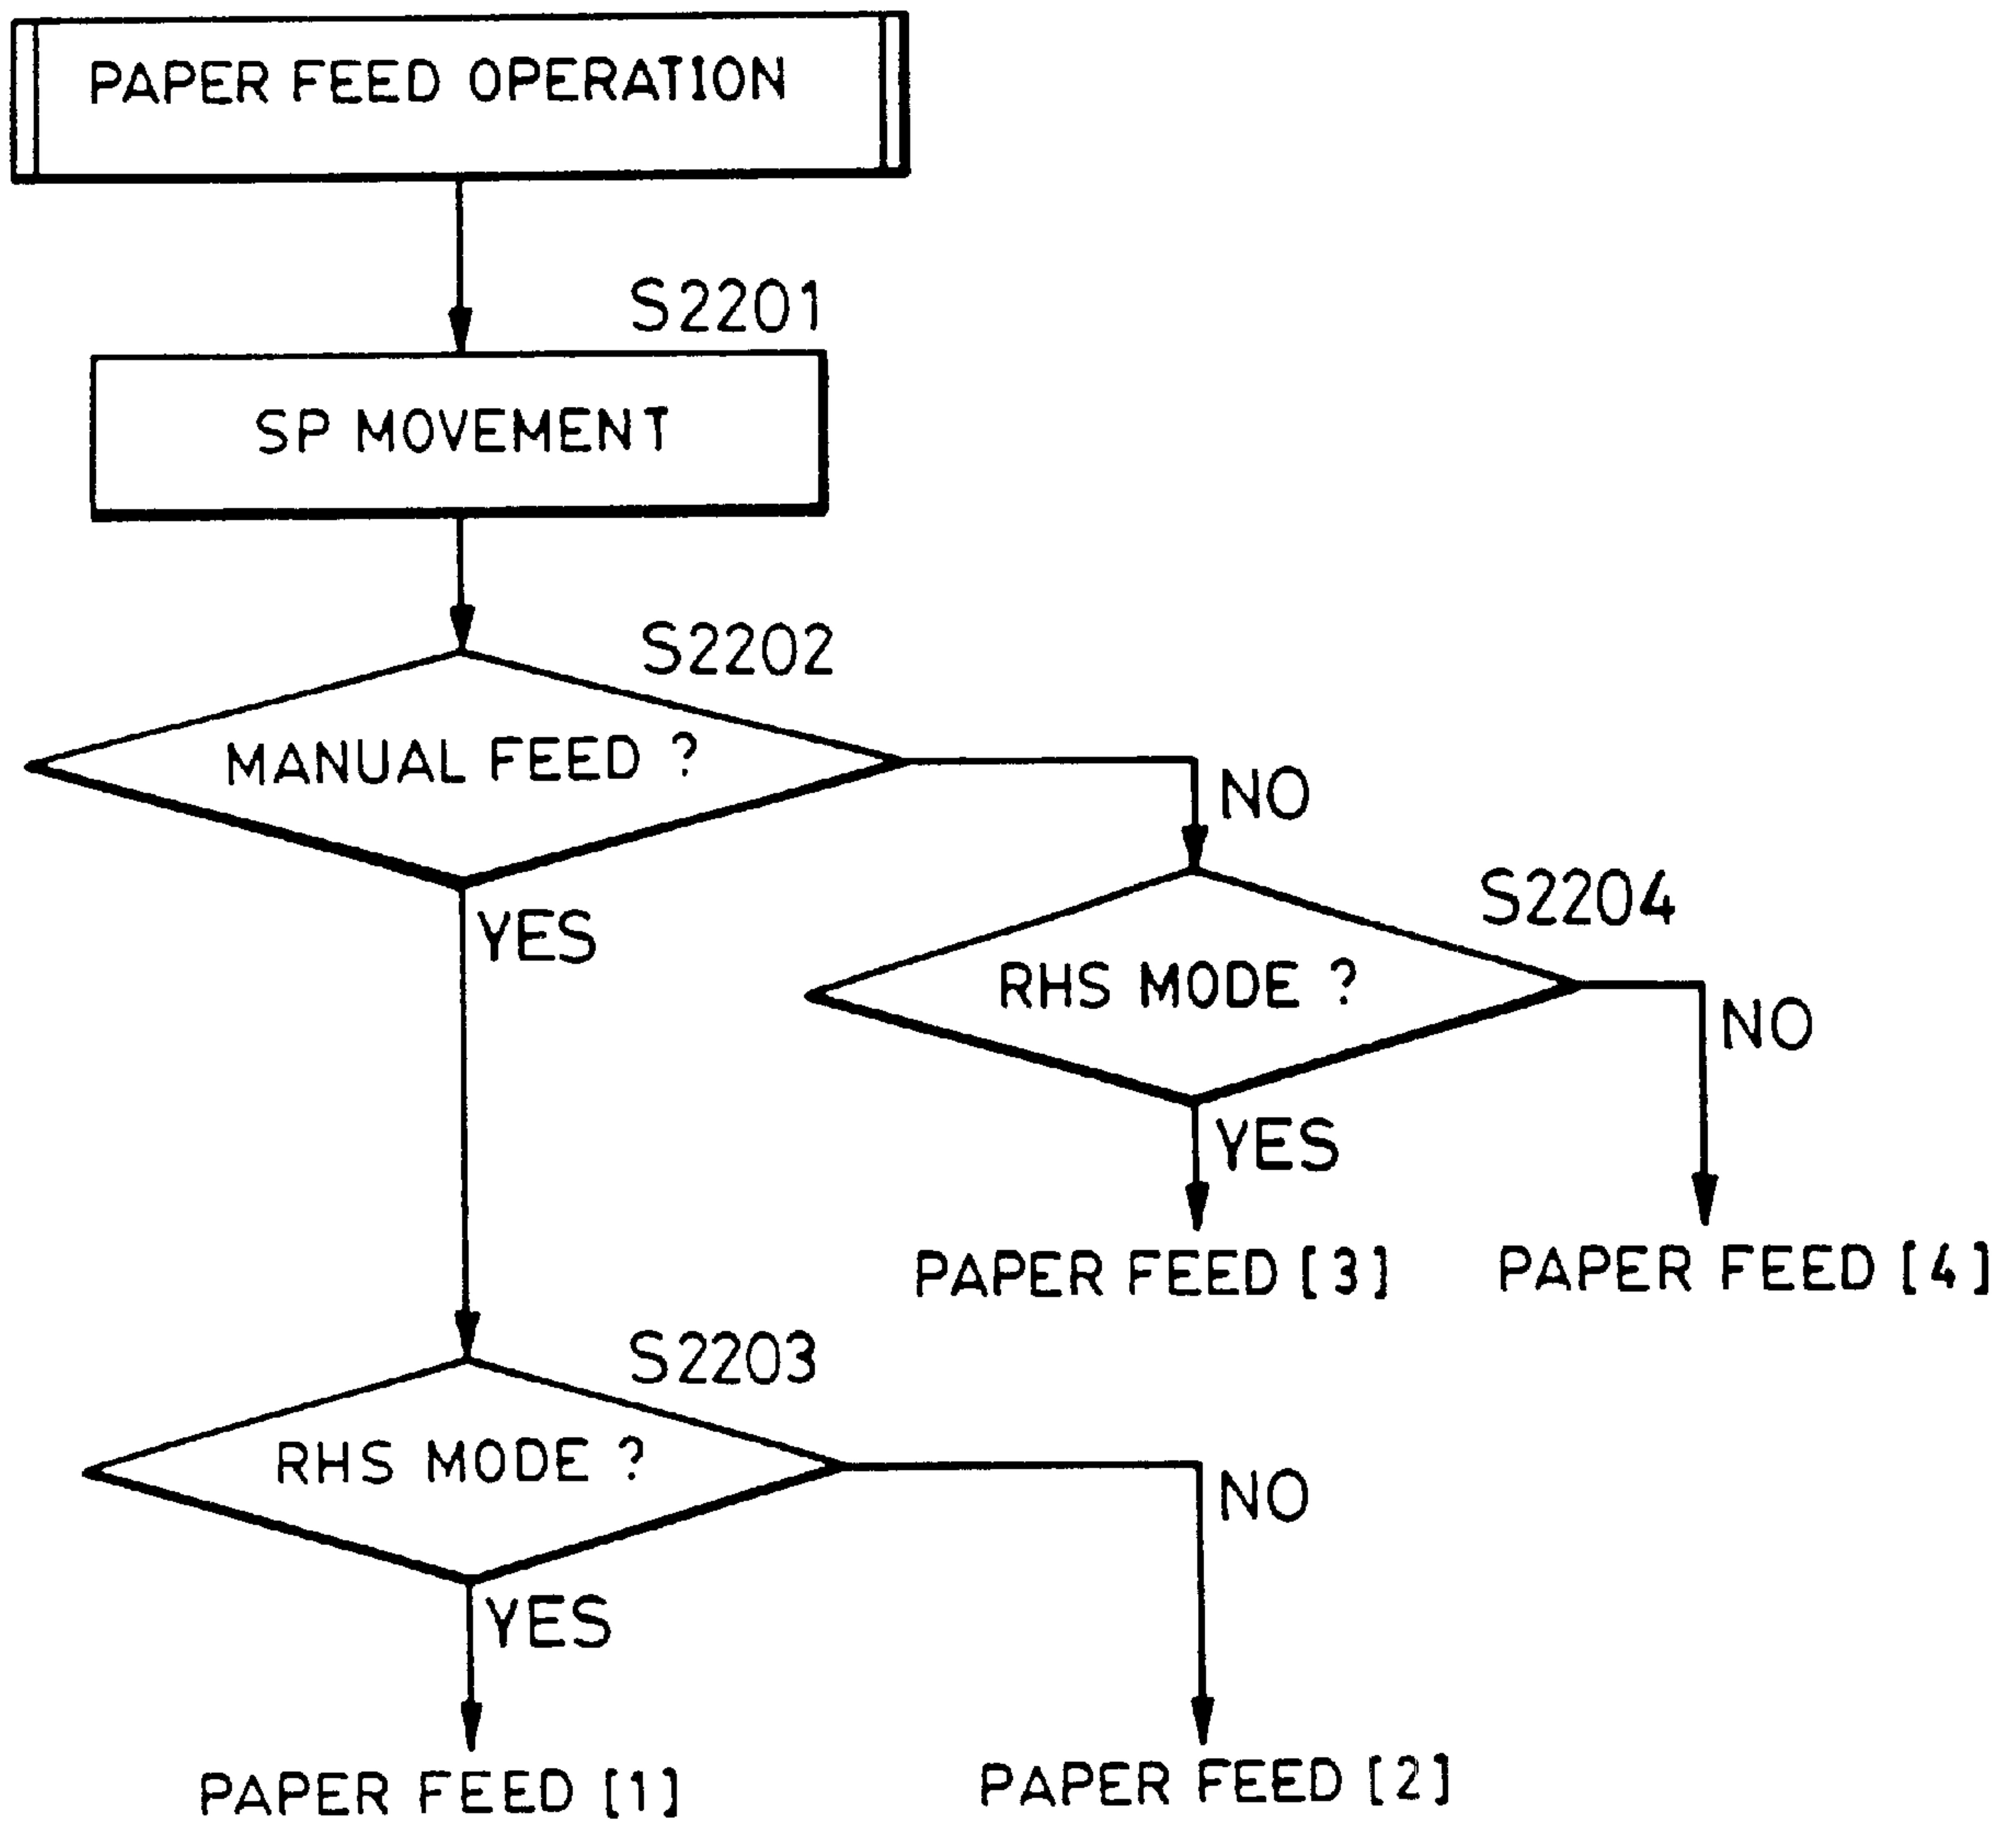 PAPER FEED OPERATION
S2201
SP MOVEMENT
S2202
MANUAL FEED ?
NO
YES
S2204
RHS MODE ?
NO
YES
PAPER FEED [3]
PAPER FEED [4]
S2203
RHS MODE ?
NO
YES
PAPER FEED [1]
PAPER FEED [2]